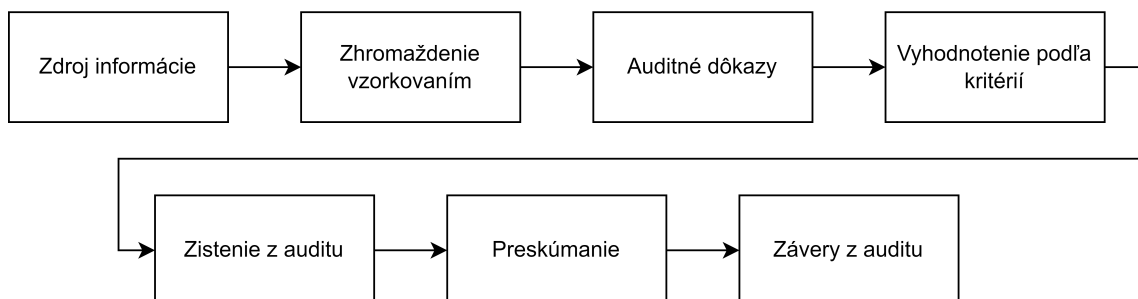 Zdroj informácie
Zhromaždenie
vzorkovaním
Auditné dôkazy
Vyhodnotenie podľa
kritérií
Zistenie z auditu
Preskúmanie
Závery z auditu